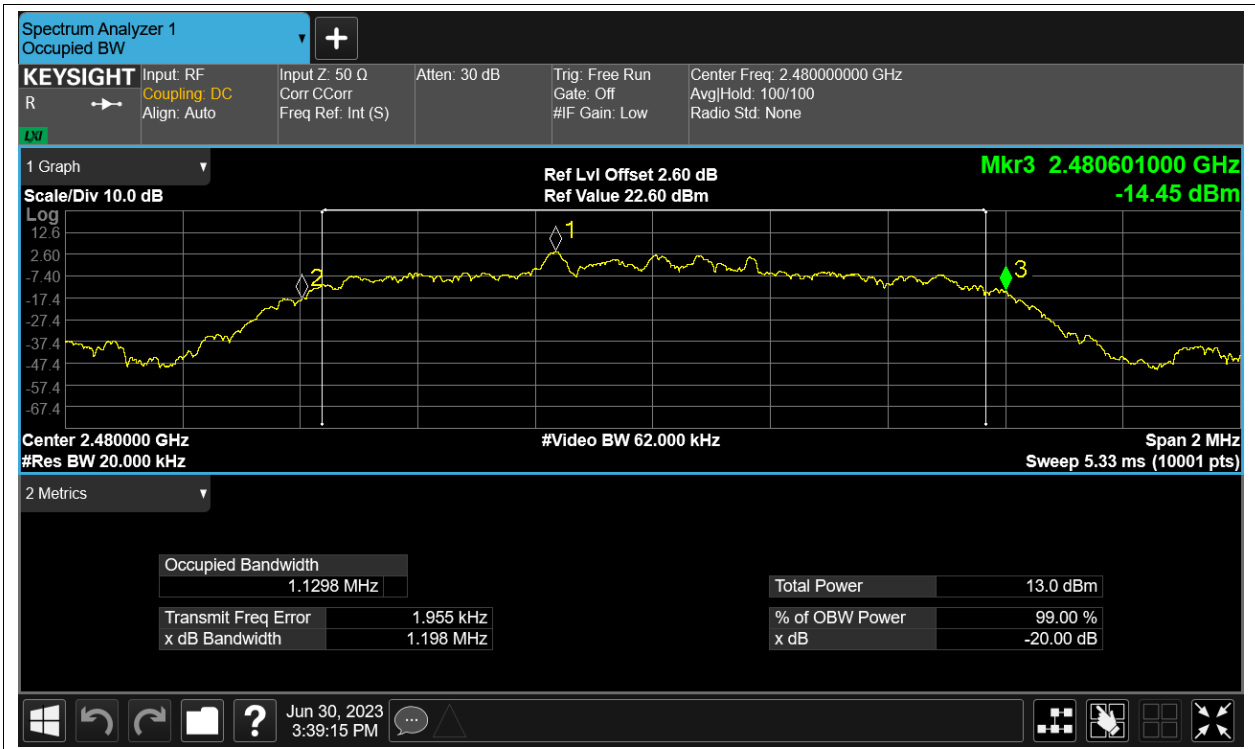 Spectrum Analyzer 1
Occupied BW
KEYSIGHT
R
LXI
Input: RF
Coupling: DC
Align: Auto
Input Z: 50 Ω
Corr CCorr
Freq Ref: Int (S)
Atten: 30 dB
Trig: Free Run
Gate: Off
#IF Gain: Low
Center Freq: 2.480000000 GHz
Avg|Hold: 100/100
Radio Std: None
1 Graph
Scale/Div 10.0 dB
Ref Lvl Offset 2.60 dB
Ref Value 22.60 dBm
Mkr3 2.480601000 GHz
-14.45 dBm
Log
12.6
2.60
-7.40
-17.4
-27.4
-37.4
-47.4
-57.4
-67.4
1
2
3
Center 2.480000 GHz
#Res BW 20.000 kHz
#Video BW 62.000 kHz
Span 2 MHz
Sweep 5.33 ms (10001 pts)
2 Metrics
Occupied Bandwidth
1.1298 MHz
Transmit Freq Error 1.955 kHz
x dB Bandwidth 1.198 MHz
Total Power 13.0 dBm
% of OBW Power 99.00 %
x dB -20.00 dB
?
Jun 30, 2023
3:39:15 PM